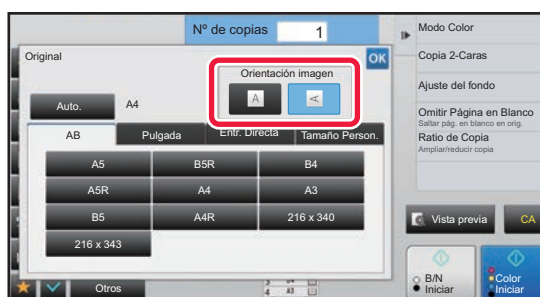 Nº de copias 1
Original
OK
Orientación imagen
A A
Auto. A4
AB Pulgada Entr. Directa Tamaño Person.
A5 B5R B4
A5R A4 A3
B5 A4R 216 x 340
216 x 343
Otros
Modo Color
Copia 2-Caras
Ajuste del fondo
Omitir Página en Blanco
Saltar pág. en blanco en orig.
Ratio de Copia
Ampliar/reducir copia
Vista previa CA
B/N
Iniciar
Color
Iniciar